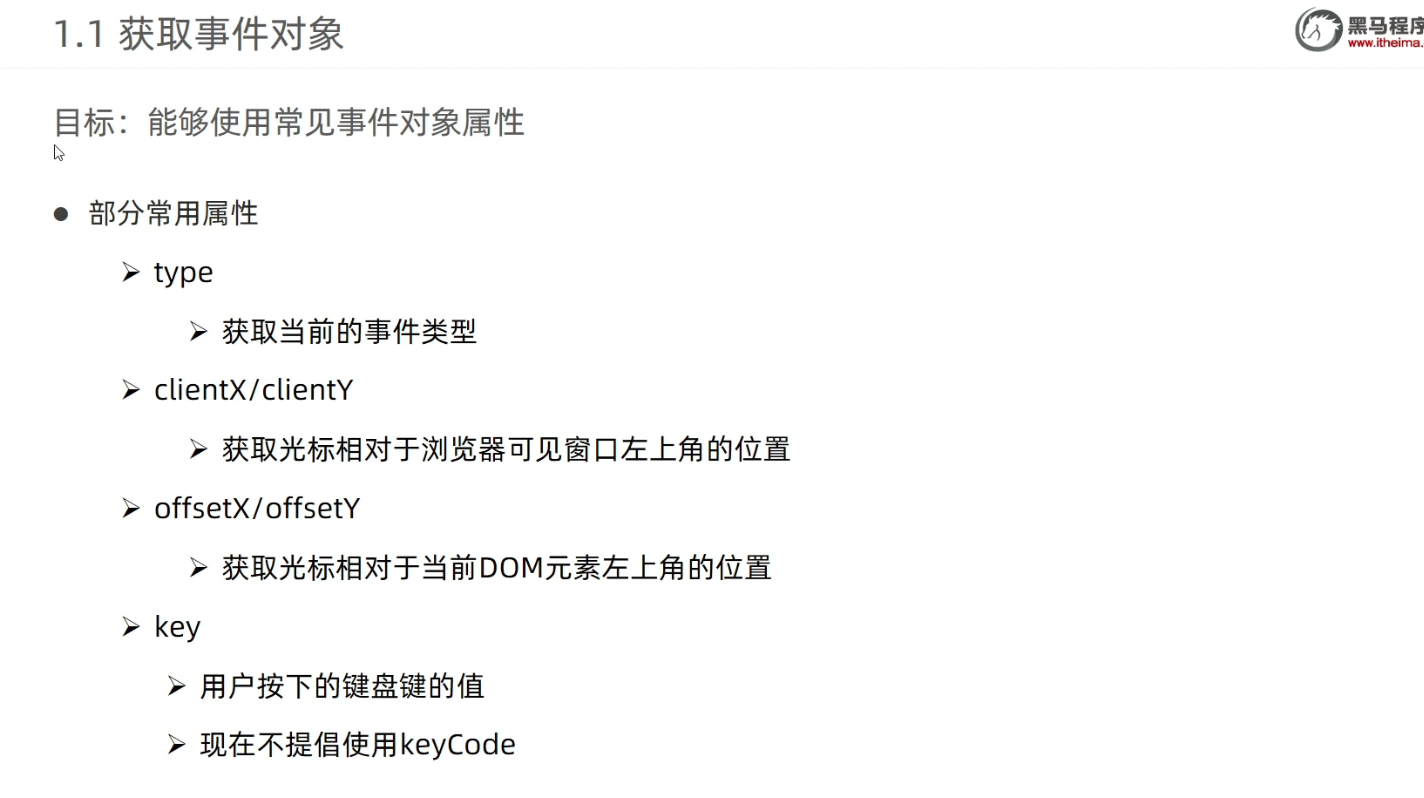 1.1 获取事件对象
黑马程序
www.itheima.
目标：能够使用常见事件对象属性
部分常用属性
type
获取当前的事件类型
clientX/clientY
获取光标相对于浏览器可见窗口左上角的位置
offsetX/offsetY
获取光标相对于当前DOM元素左上角的位置
key
用户按下的键盘键的值
现在不提倡使用keyCode